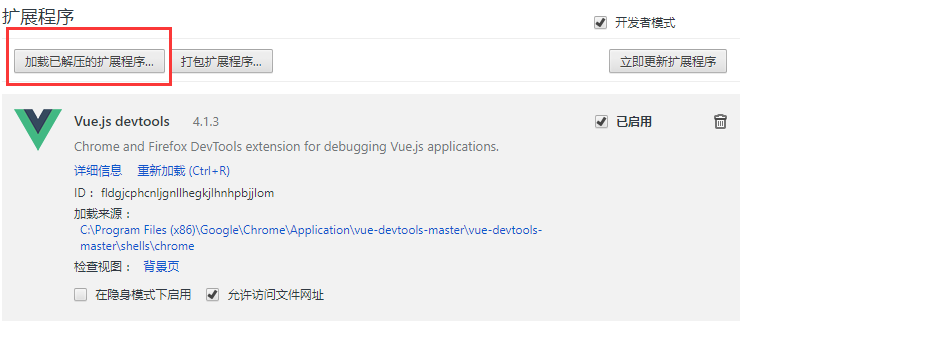 扩展程序
开发者模式
加载已解压的扩展程序...
打包扩展程序...
立即更新扩展程序
Vue.js devtools 4.1.3
已启用
Chrome and Firefox DevTools extension for debugging Vue.js applications.
详细信息 重新加载 (Ctrl+R)
ID： fldgjcphcnljgnllhegkjlhnhpbjjlom
加载来源：
C:\Program Files (x86)\Google\Chrome\Application\vue-devtools-master\vue-devtools-
master\shells\chrome
检查视图： 背景页
在隐身模式下启用 允许访问文件网址